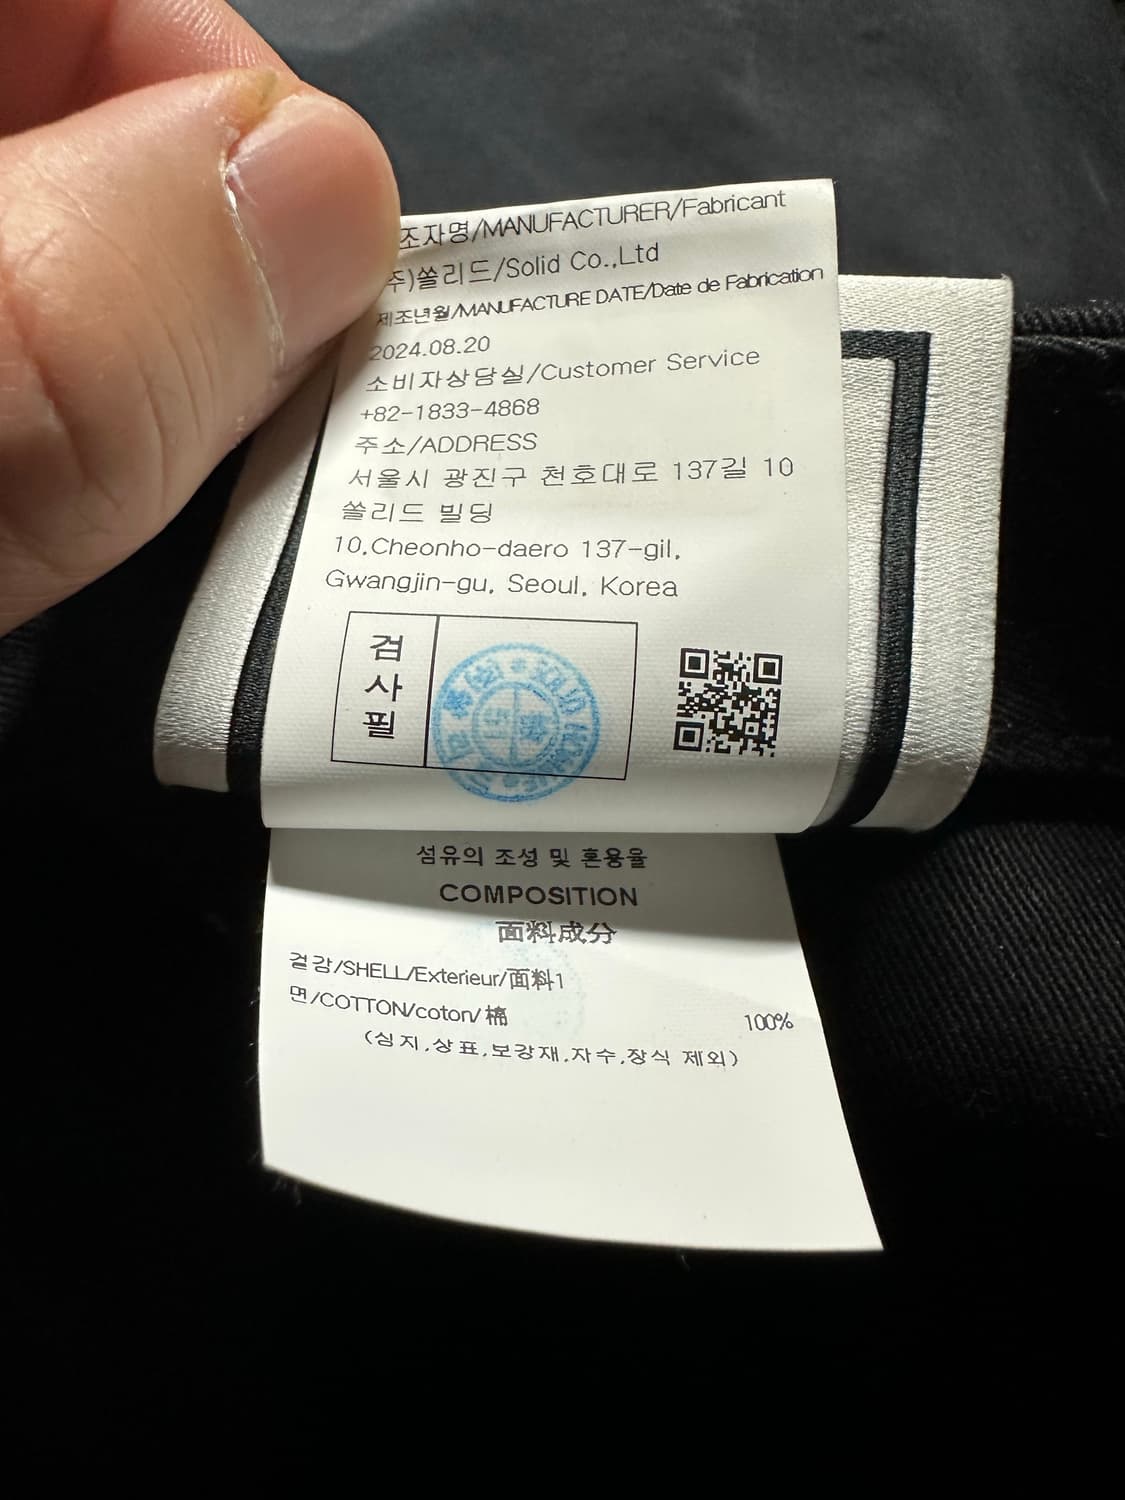 조자명/MANUFACTURER/Fabricant
주)쏠리드/Solid Co.,Ltd
제조년월/MANUFACTURE DATE/Date de Fabrication
2024.08.20
소비자상담실/Customer Service
+82-1833-4868
주소/ADDRESS
서울시 광진구 천호대로 137길 10
쏠리드 빌딩
10,Cheonho-daero 137-gil,
Gwangjin-gu, Seoul, Korea
검
사
필
섬유의 조성 및 혼용율
COMPOSITION
面料成分
겉감/SHELL/Exterieur/面料1
면/COTTON/coton/棉 100%
(심지,상표,보강재,자수,장식 제외)